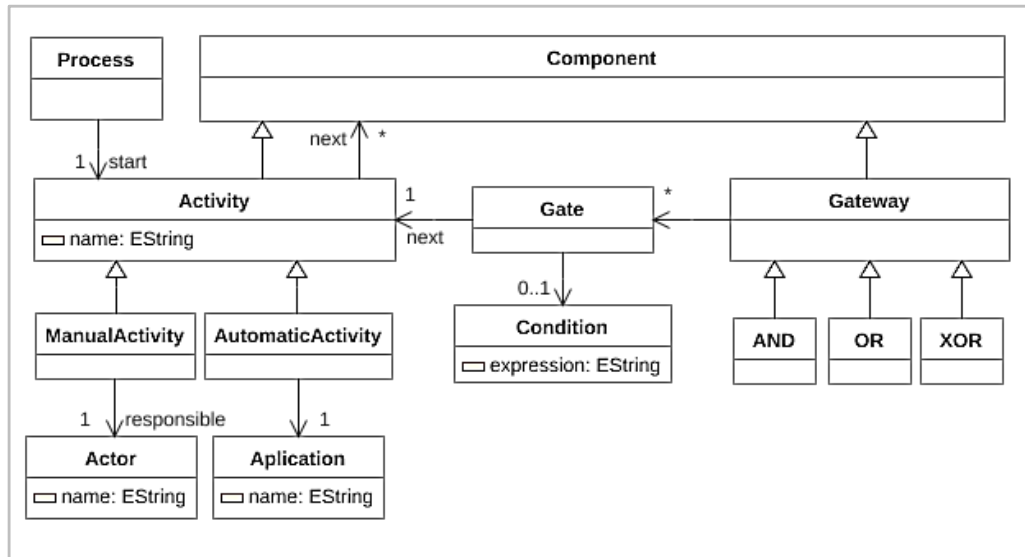 Process
Component
next *
1 start
Activity
name: EString
1
next
Gate
*
Gateway
0..1
ManualActivity
AutomaticActivity
Condition
expression: EString
AND
OR
XOR
1 responsible
1
Actor
name: EString
Aplication
name: EString